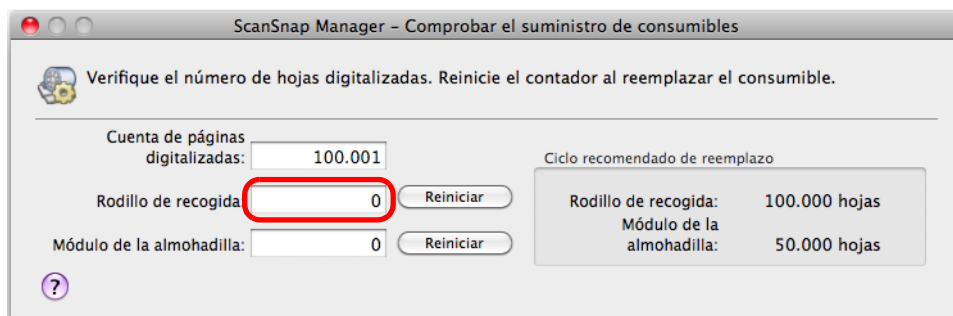 ScanSnap Manager – Comprobar el suministro de consumibles
Verifique el número de hojas digitalizadas. Reinicie el contador al reemplazar el consumible.
Cuenta de páginas
digitalizadas: 100.001
Rodillo de recogida 0 Reiniciar
Módulo de la almohadilla: 0 Reiniciar
Ciclo recomendado de reemplazo
Rodillo de recogida: 100.000 hojas
Módulo de la
almohadilla: 50.000 hojas
?